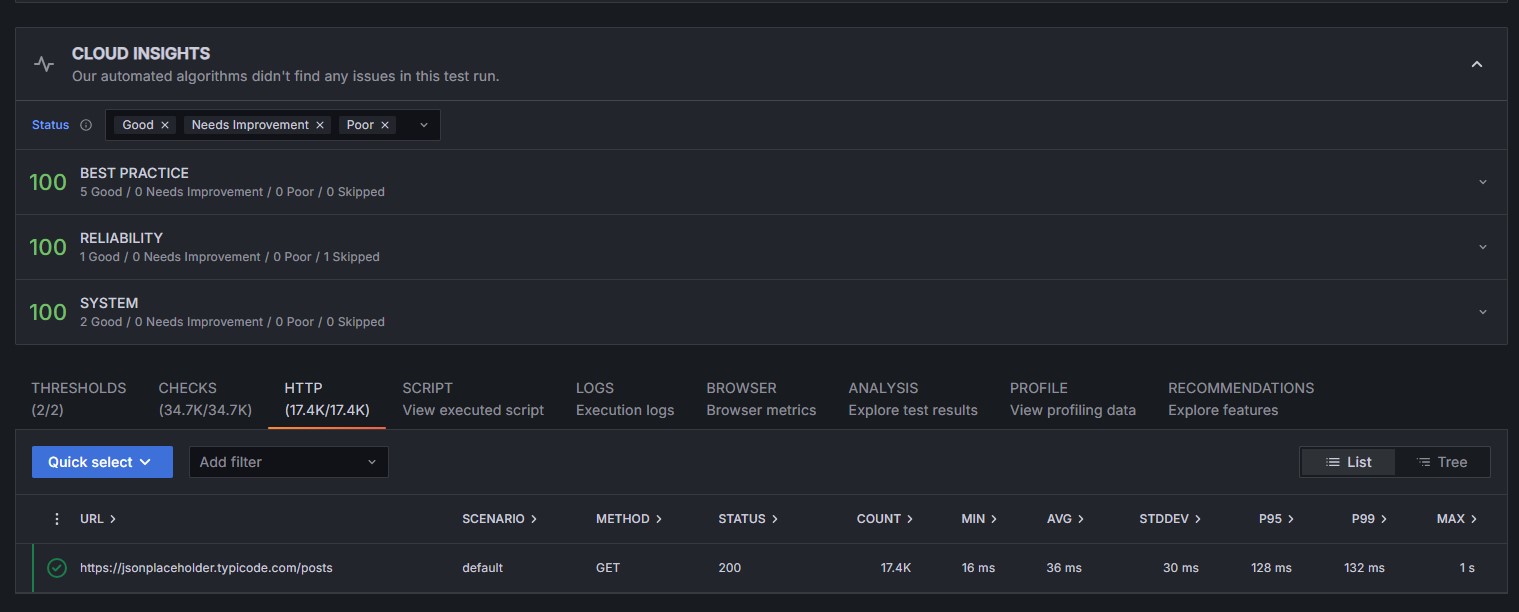 CLOUD INSIGHTS
Our automated algorithms didn't find any issues in this test run.
Status Good × Needs Improvement × Poor ×
100 BEST PRACTICE
5 Good / 0 Needs Improvement / 0 Poor / 0 Skipped
100 RELIABILITY
1 Good / 0 Needs Improvement / 0 Poor / 1 Skipped
100 SYSTEM
2 Good / 0 Needs Improvement / 0 Poor / 0 Skipped
THRESHOLDS CHECKS HTTP SCRIPT LOGS BROWSER ANALYSIS PROFILE RECOMMENDATIONS
(2/2) (34.7K/34.7K) (17.4K/17.4K) View executed script Execution logs Browser metrics Explore test results View profiling data Explore features
Quick select Add filter List Tree
URL SCENARIO METHOD STATUS COUNT MIN AVG STDDEV P95 P99 MAX
https://jsonplaceholder.typicode.com/posts default GET 200 17.4K 16 ms 36 ms 30 ms 128 ms 132 ms 1 s